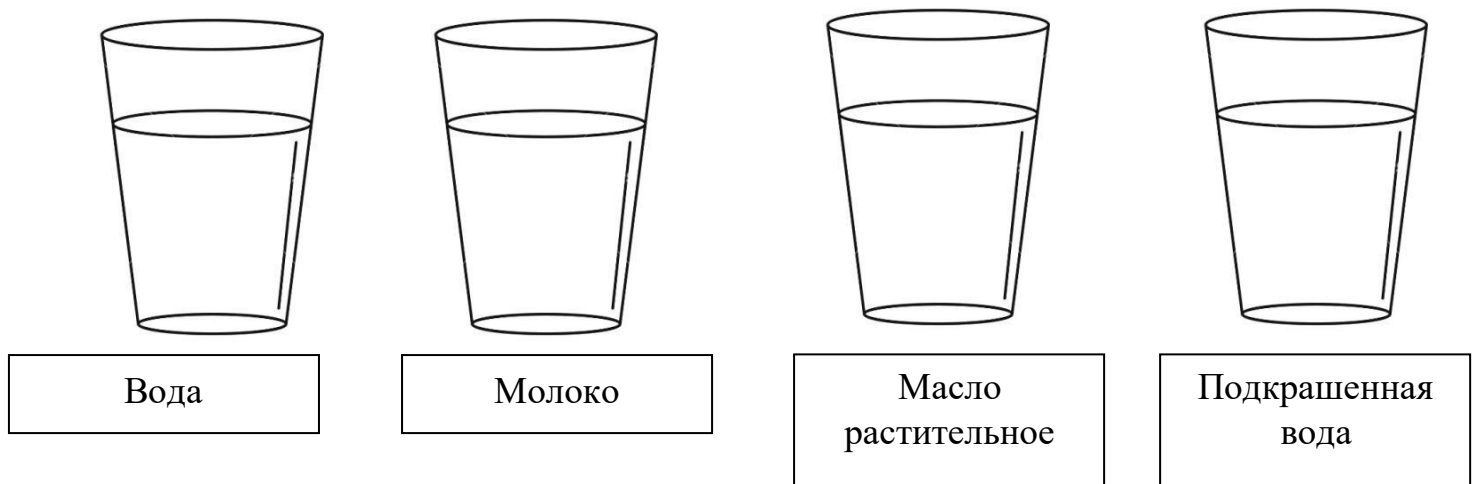 Вода
Молоко
Масло
растительное
Подкрашенная
вода